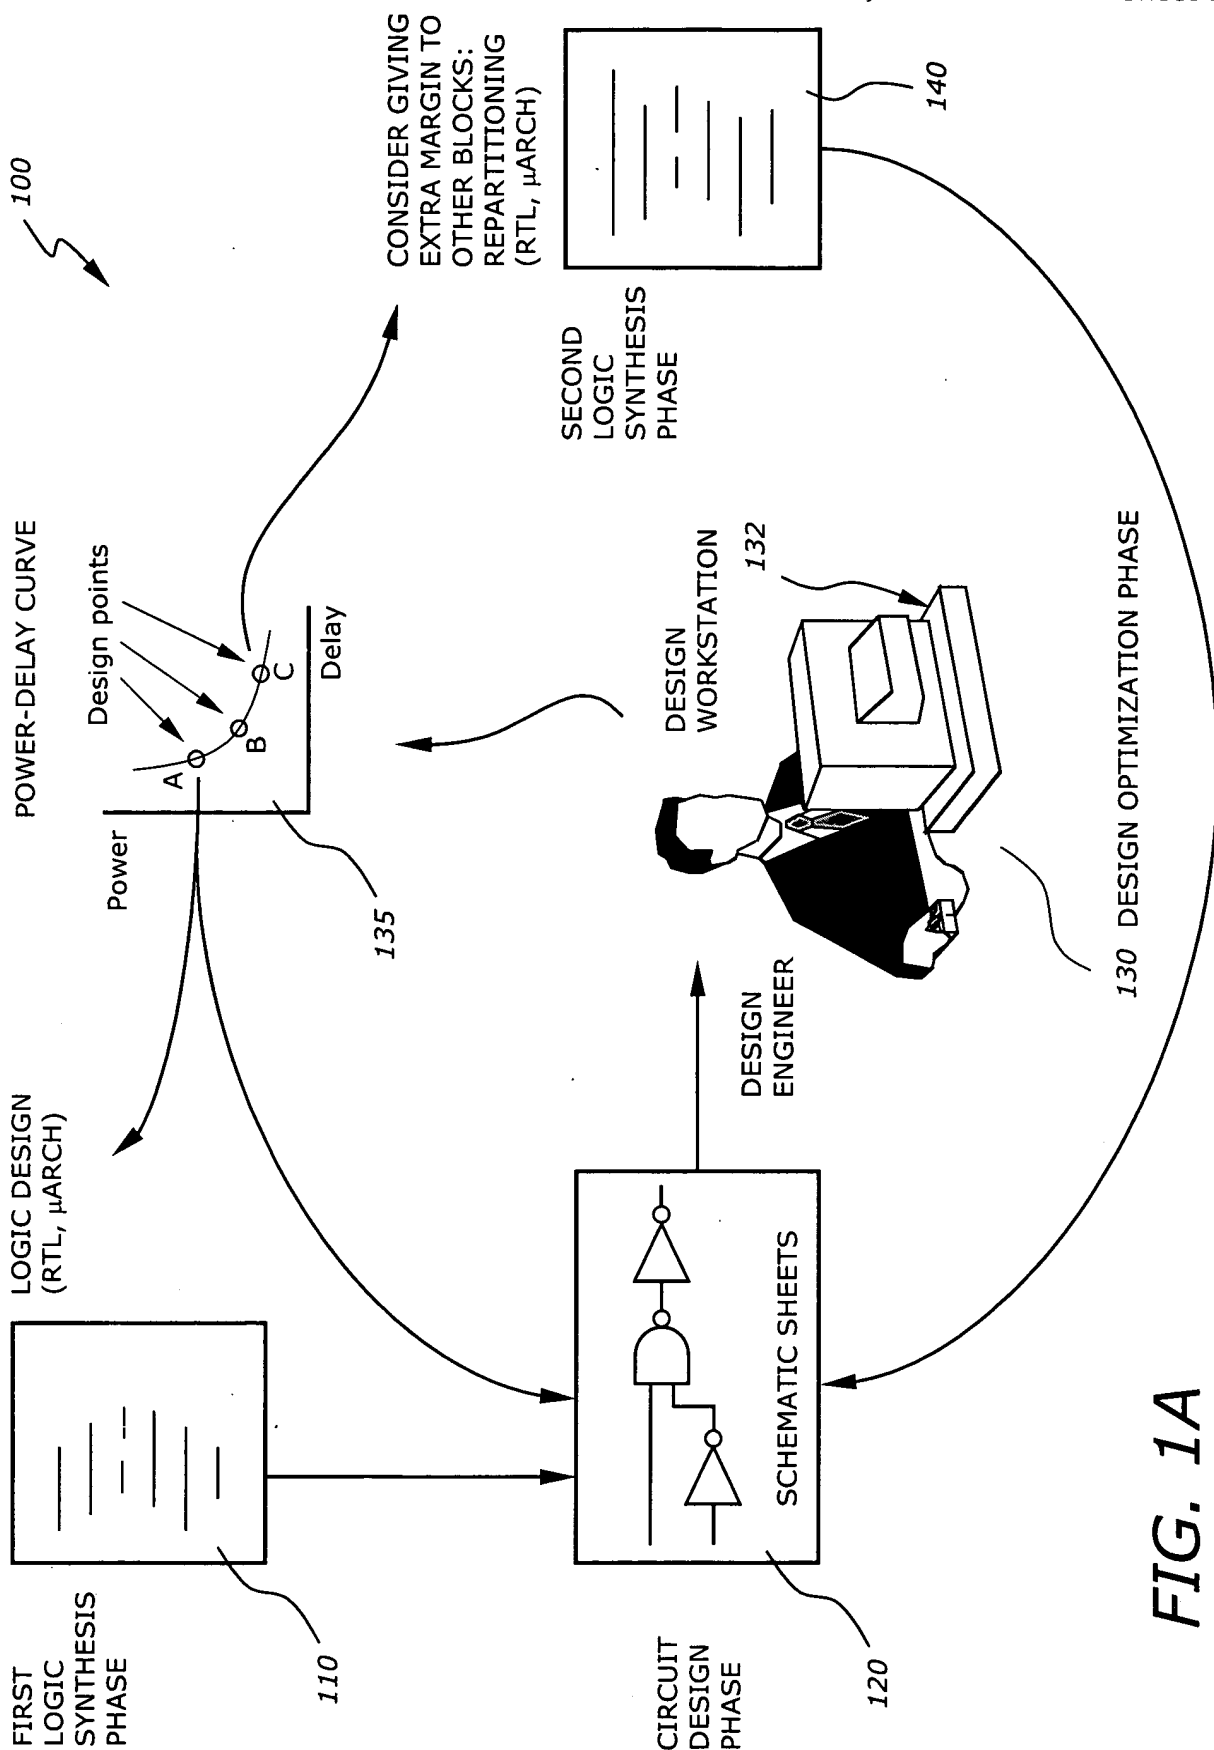 100
FIRST
LOGIC
SYNTHESIS
PHASE
110
LOGIC DESIGN
(RTL, μARCH)
POWER-DELAY CURVE
Power
Design points
A
B
C
Delay
135
CONSIDER GIVING
EXTRA MARGIN TO
OTHER BLOCKS:
REPARTITIONING
(RTL, μARCH)
CIRCUIT
DESIGN
PHASE
120
SCHEMATIC SHEETS
DESIGN
ENGINEER
DESIGN
WORKSTATION
132
130 DESIGN OPTIMIZATION PHASE
SECOND
LOGIC
SYNTHESIS
PHASE
140
FIG. 1A